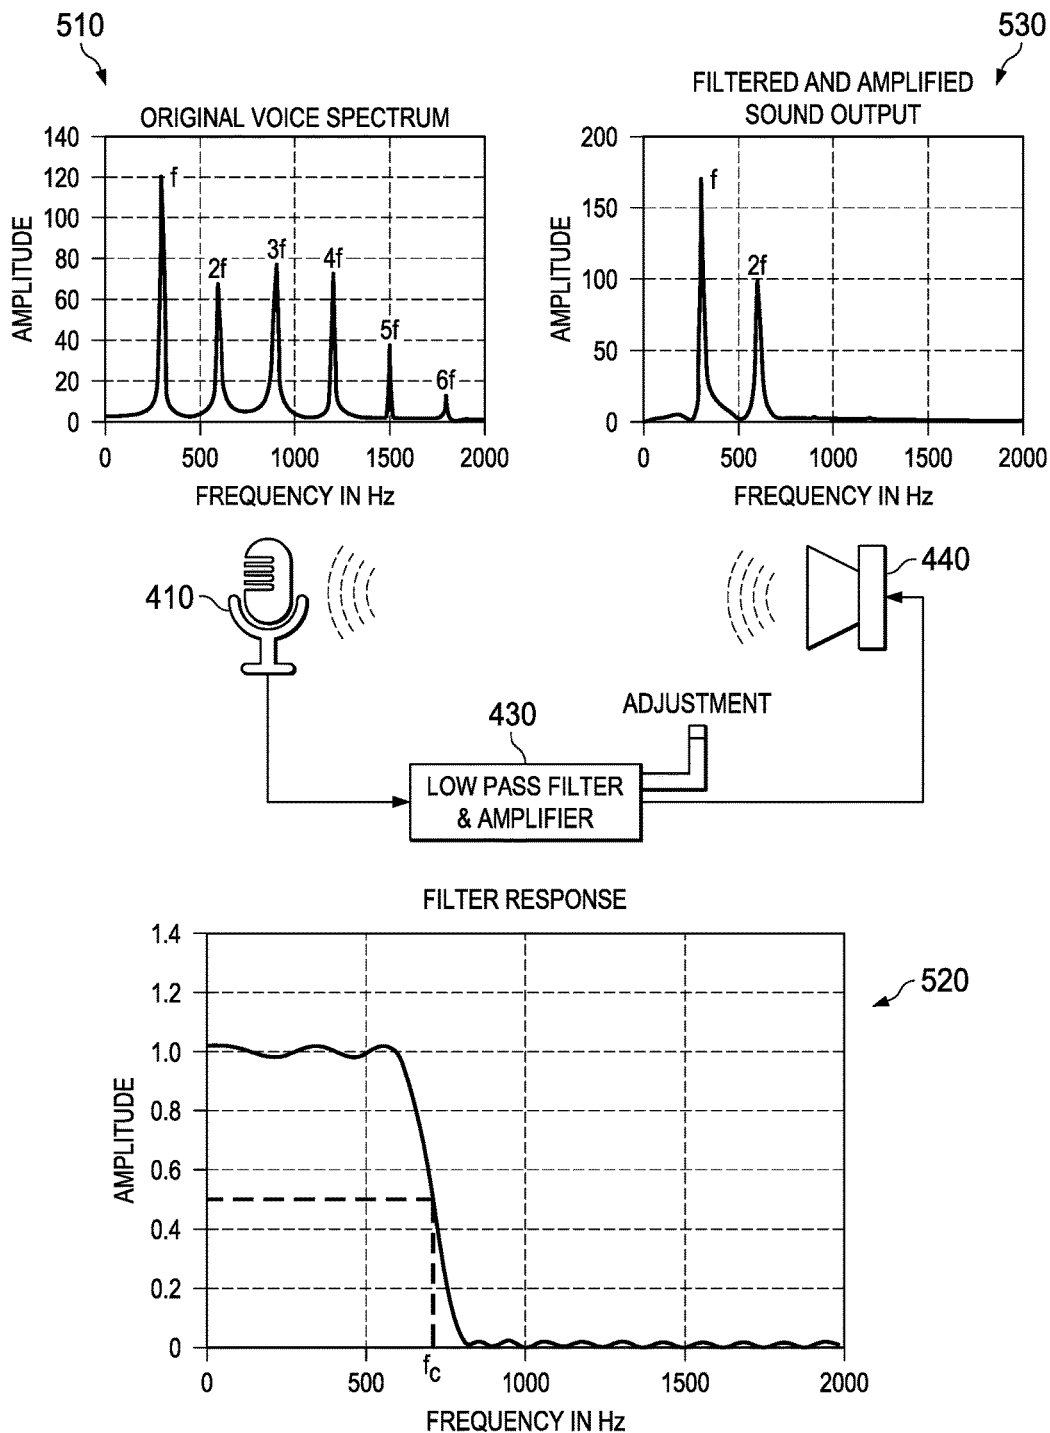 510
530
ORIGINAL VOICE SPECTRUM
140
120
100
80
60
40
20
0
AMPLITUDE
f
2f
3f
4f
5f
6f
0 500 1000 1500 2000
FREQUENCY IN Hz
FILTERED AND AMPLIFIED
SOUND OUTPUT
200
150
100
50
0
AMPLITUDE
f
2f
0 500 1000 1500 2000
FREQUENCY IN Hz
410
440
430
ADJUSTMENT
LOW PASS FILTER
& AMPLIFIER
FILTER RESPONSE
520
1.4
1.2
1.0
0.8
0.6
0.4
0.2
0
AMPLITUDE
0 500 fc 1000 1500 2000
FREQUENCY IN Hz